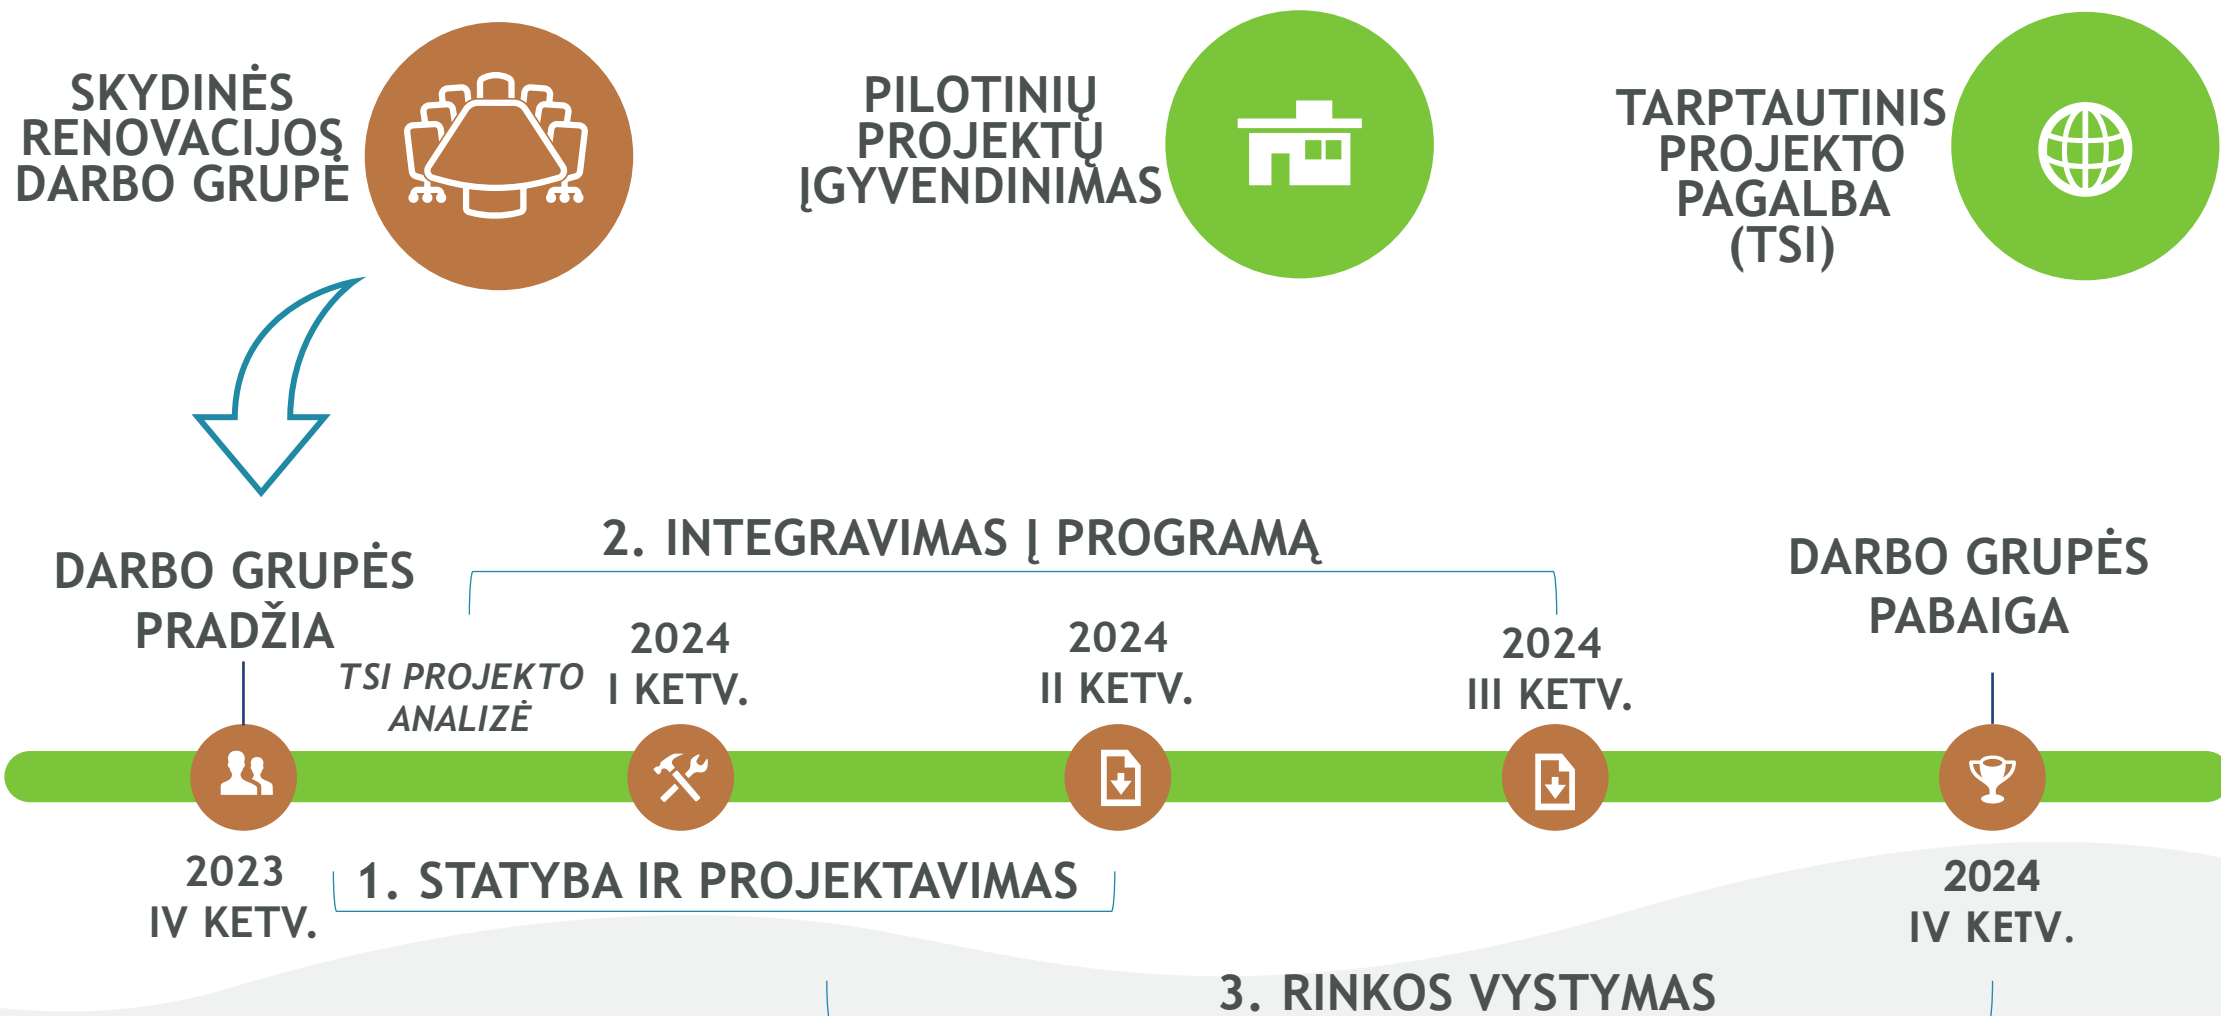 SKYDINĖS
RENOVACIJOS
DARBO GRUPĖ
PILOTINIŲ
PROJEKTŲ
ĮGYVENDINIMAS
TARPTAUTINIS
PROJEKTO
PAGALBA
(TSI)
2. INTEGRAVIMAS Į PROGRAMĄ
DARBO GRUPĖS
PRADŽIA
DARBO GRUPĖS
PABAIGA
TSI PROJEKTO
ANALIZĖ
2024
I KETV.
2024
II KETV.
2024
III KETV.
2023
IV KETV.
1. STATYBA IR PROJEKTAVIMAS
2024
IV KETV.
3. RINKOS VYSTYMAS